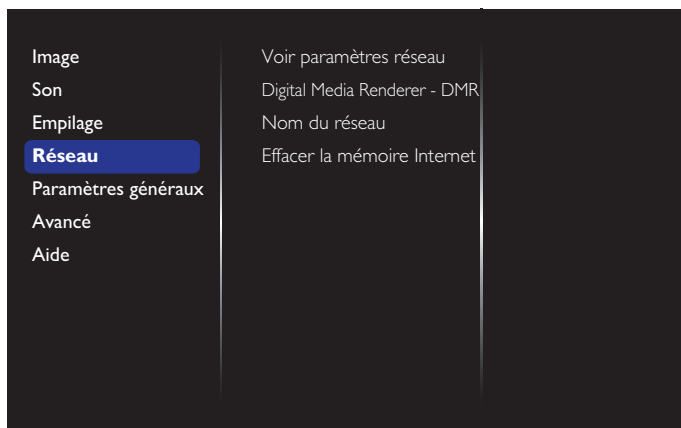 Image
Son
Empilage
Réseau
Paramètres généraux
Avancé
Aide
Voir paramètres réseau
Digital Media Renderer - DMR
Nom du réseau
Effacer la mémoire Internet